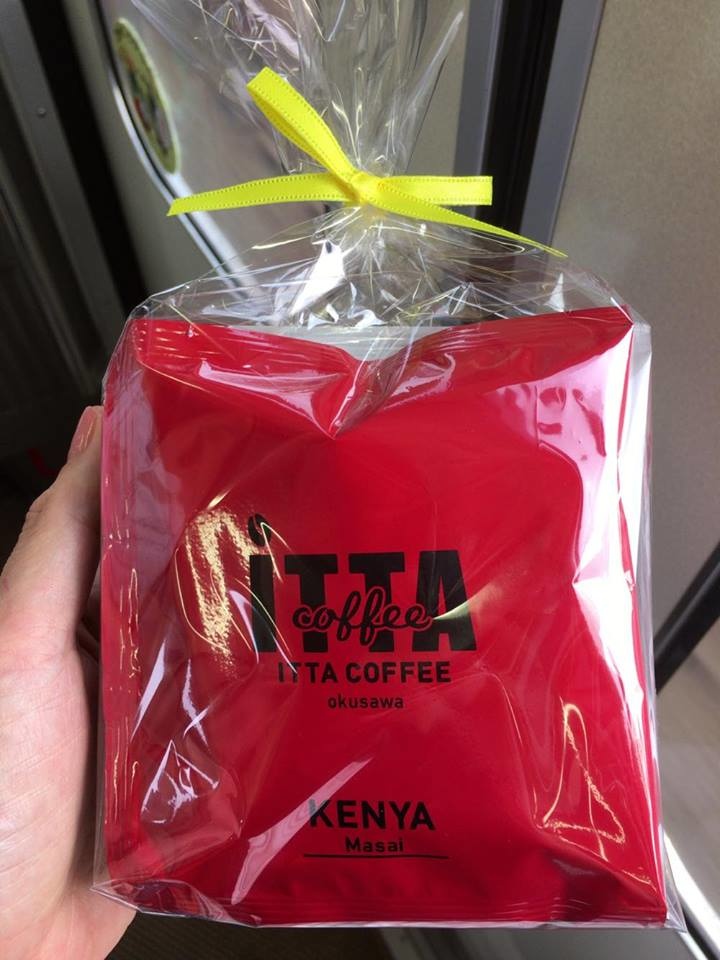 iTTA
coffee
ITTA COFFEE
okusawa
KENYA
Masai